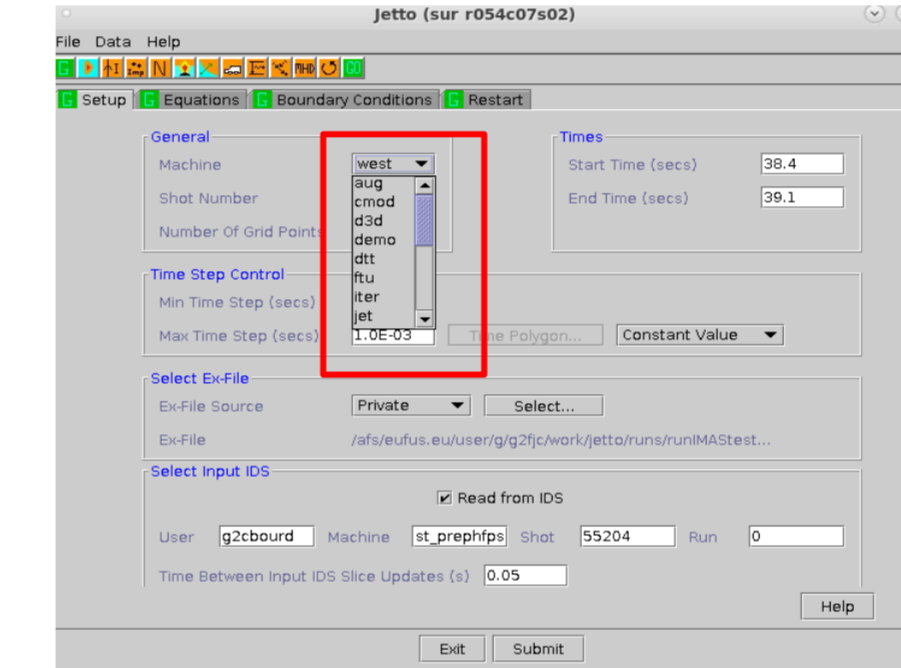 Jetto (sur r054c07s02)
File Data Help
G I Imp N MHD GO
G Setup G Equations G Boundary Conditions G Restart
General
Machine west
aug
cmod
d3d
demo
dtt
ftu
iter
jet
Shot Number
Number Of Grid Points
Times
Start Time (secs) 38.4
End Time (secs) 39.1
Time Step Control
Min Time Step (secs)
Max Time Step (secs) 1.0E-03 Time Polygon... Constant Value
Select Ex-File
Ex-File Source Private Select...
Ex-File /afs/eufus.eu/user/g/g2fjc/work/jetto/runs/runIMAStest...
Select Input IDS
Read from IDS
User g2cbourd Machine st_prephfps Shot 55204 Run 0
Time Between Input IDS Slice Updates (s) 0.05
Help
Exit Submit